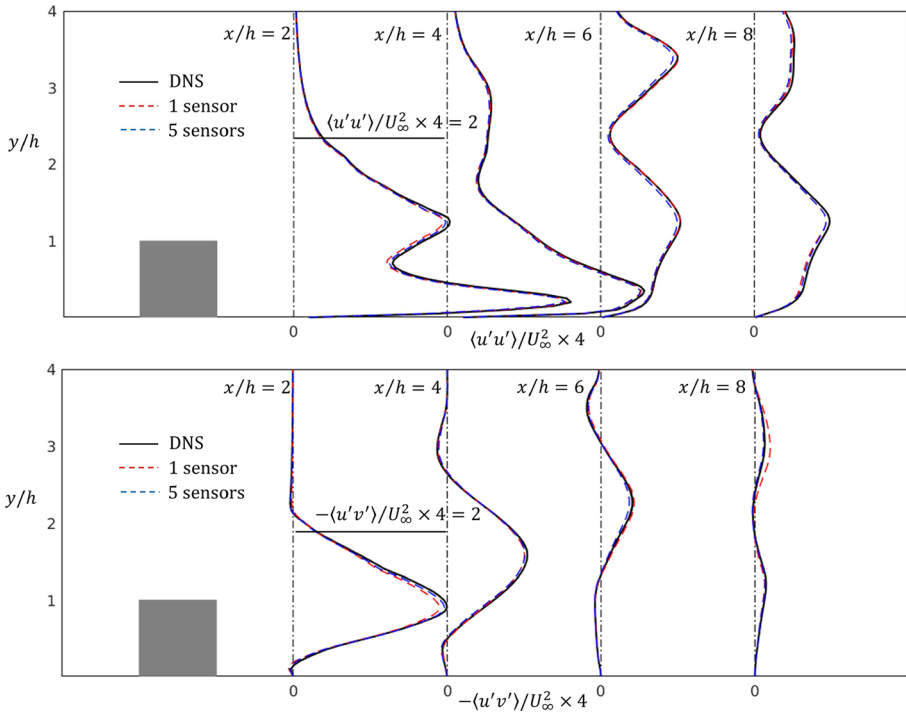 4
x/h = 2 x/h = 4 x/h = 6 x/h = 8
3
DNS
1 sensor
⟨u′u′⟩/U∞² × 4 = 2
5 sensors
y/h
2
1
0 0 0 0
⟨u′u′⟩/U∞² × 4
4
x/h = 2 x/h = 4 x/h = 6 x/h = 8
3
DNS
1 sensor
5 sensors
y/h
−⟨u′v′⟩/U∞² × 4 = 2
2
1
0 0 0 0
−⟨u′v′⟩/U∞² × 4